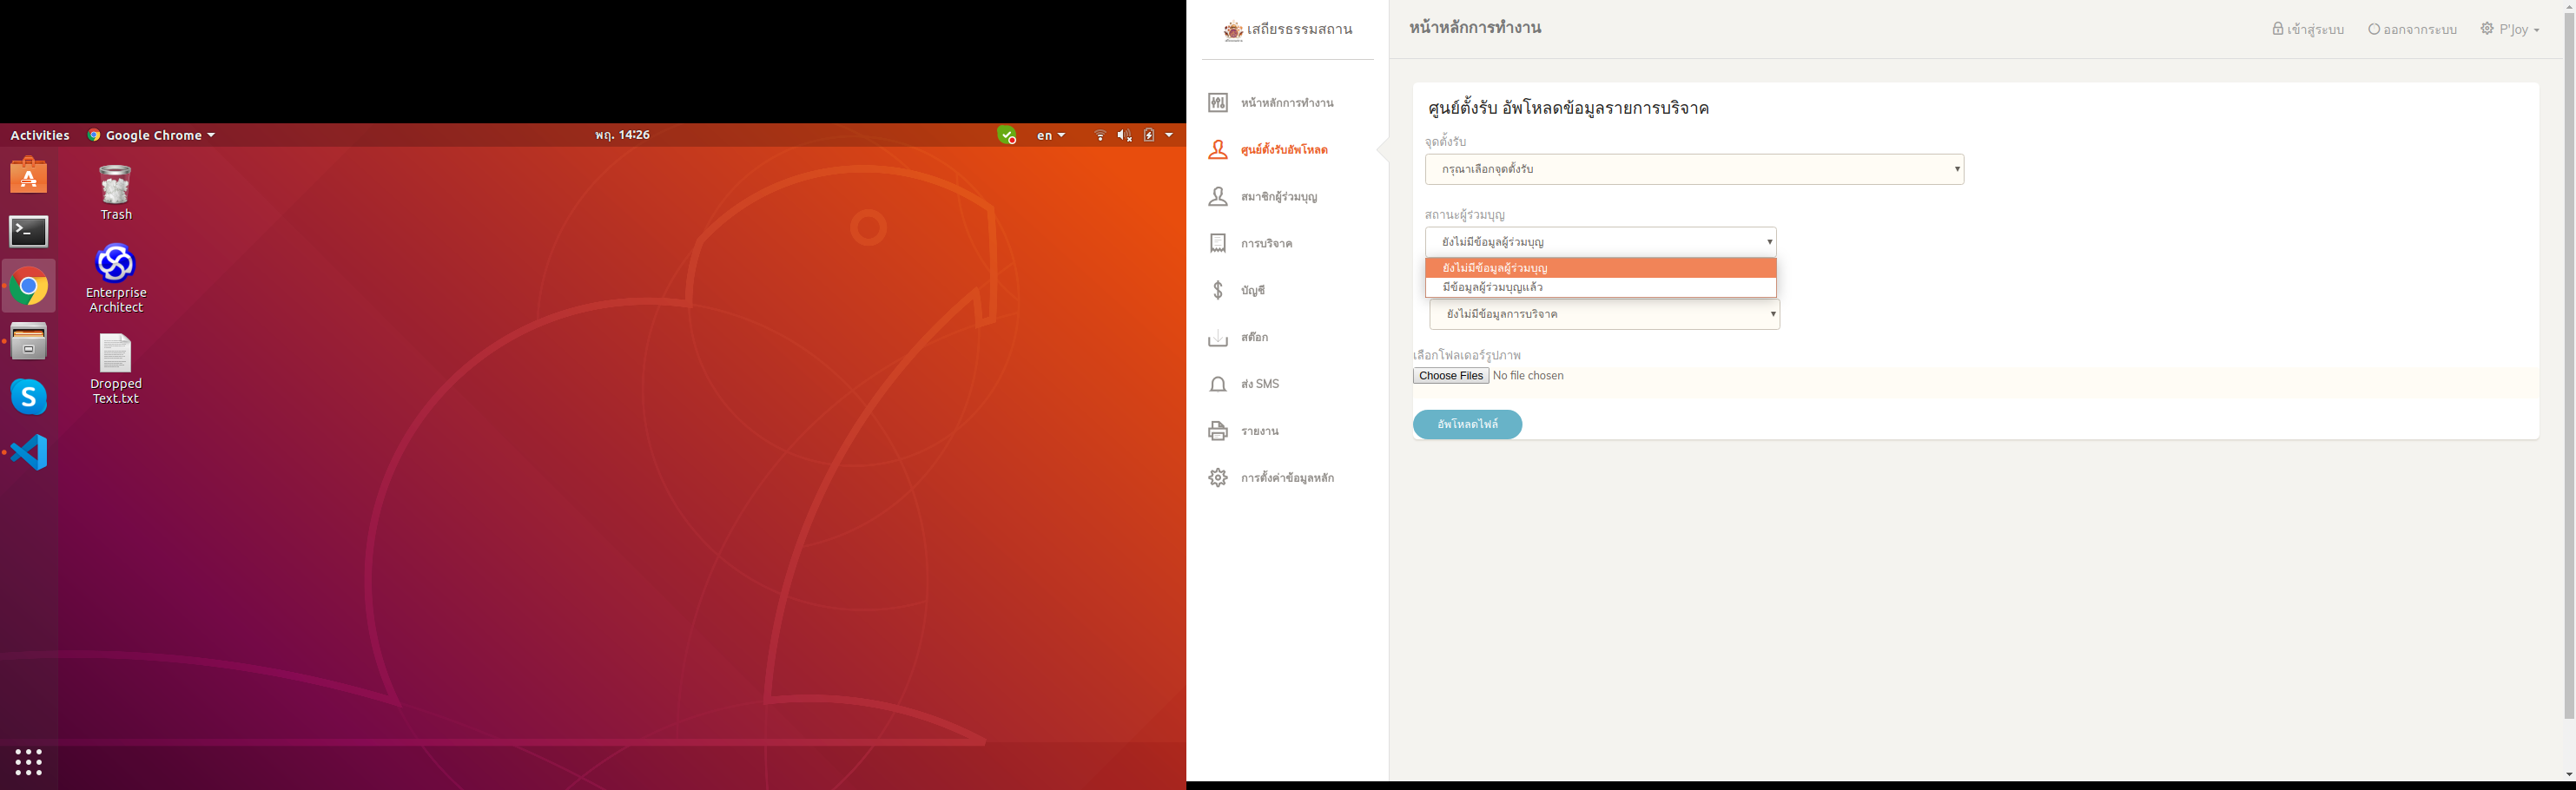 Activities
Google Chrome
พฤ. 14:26
en
Trash
Enterprise
Architect
Dropped
Text.txt
เสถียรธรรมสถาน
หน้าหลักการทำงาน
ศูนย์ตั้งรับอัพโหลด
สมาชิกผู้ร่วมบุญ
การบริจาค
บัญชี
สต๊อก
ส่ง SMS
รายงาน
การตั้งค่าข้อมูลหลัก
หน้าหลักการทำงาน
เข้าสู่ระบบ
ออกจากระบบ
P'Joy
ศูนย์ตั้งรับ อัพโหลดข้อมูลรายการบริจาค
จุดตั้งรับ
กรุณาเลือกจุดตั้งรับ
สถานะผู้ร่วมบุญ
ยังไม่มีข้อมูลผู้ร่วมบุญ
ยังไม่มีข้อมูลผู้ร่วมบุญ
มีข้อมูลผู้ร่วมบุญแล้ว
ยังไม่มีข้อมูลการบริจาค
เลือกโฟลเดอร์รูปภาพ
Choose Files No file chosen
อัพโหลดไฟล์